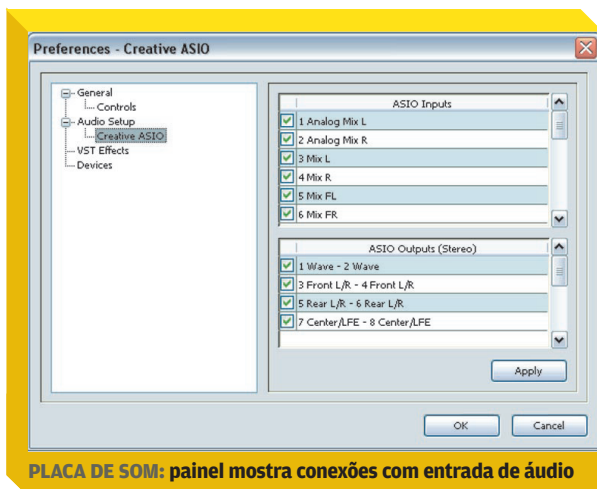 Preferences - Creative ASIO
General
Controls
Audio Setup
Creative ASIO
VST Effects
Devices
ASIO Inputs
1 Analog Mix L
2 Analog Mix R
3 Mix L
4 Mix R
5 Mix FL
6 Mix FR
ASIO Outputs (Stereo)
1 Wave - 2 Wave
3 Front L/R - 4 Front L/R
5 Rear L/R - 6 Rear L/R
7 Center/LFE - 8 Center/LFE
Apply
OK Cancel
PLACA DE SOM: painel mostra conexões com entrada de áudio